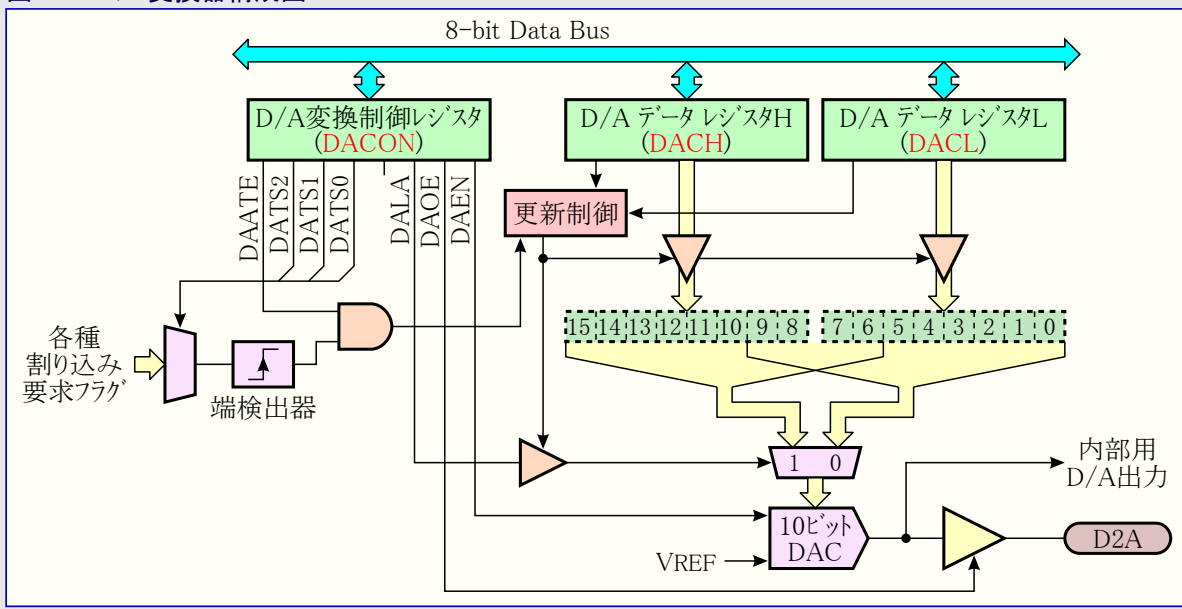 8-bit Data Bus
D/A変換制御レジスタ
(DACON)
D/A データ レジスタH
(DACH)
D/A データ レジスタL
(DACL)
DAATE
DATS2
DATS1
DATS0
DALA
DAOE
DAEN
更新制御
15 14 13 12 11 10 9 8
7 6 5 4 3 2 1 0
各種
割り込み
要求フラグ
端検出器
1 0
内部用
D/A出力
10ビット
DAC
VREF
D2A